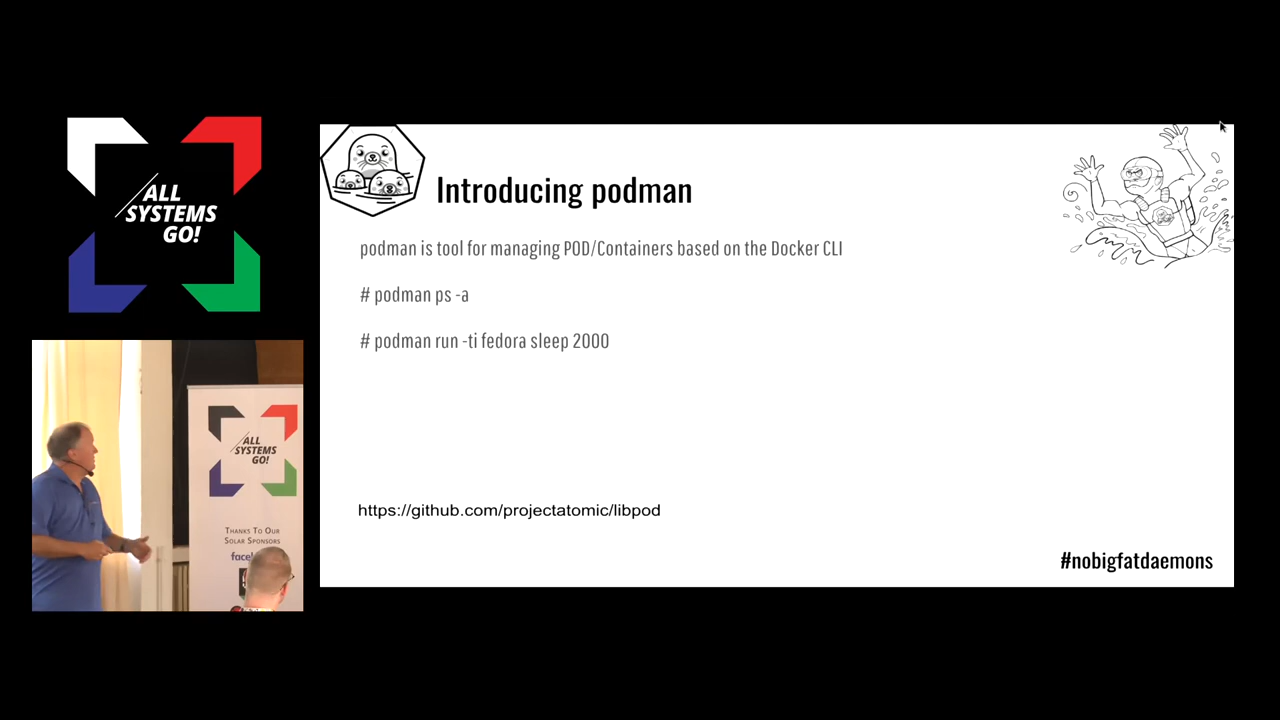 ALL
SYSTEMS
GO!
Introducing podman
podman is tool for managing POD/Containers based on the Docker CLI
# podman ps -a
# podman run -ti fedora sleep 2000
https://github.com/projectatomic/libpod
#nobigfatdaemons
ALL
SYSTEMS
GO!
THANKS TO OUR
SOLAR SPONSORS